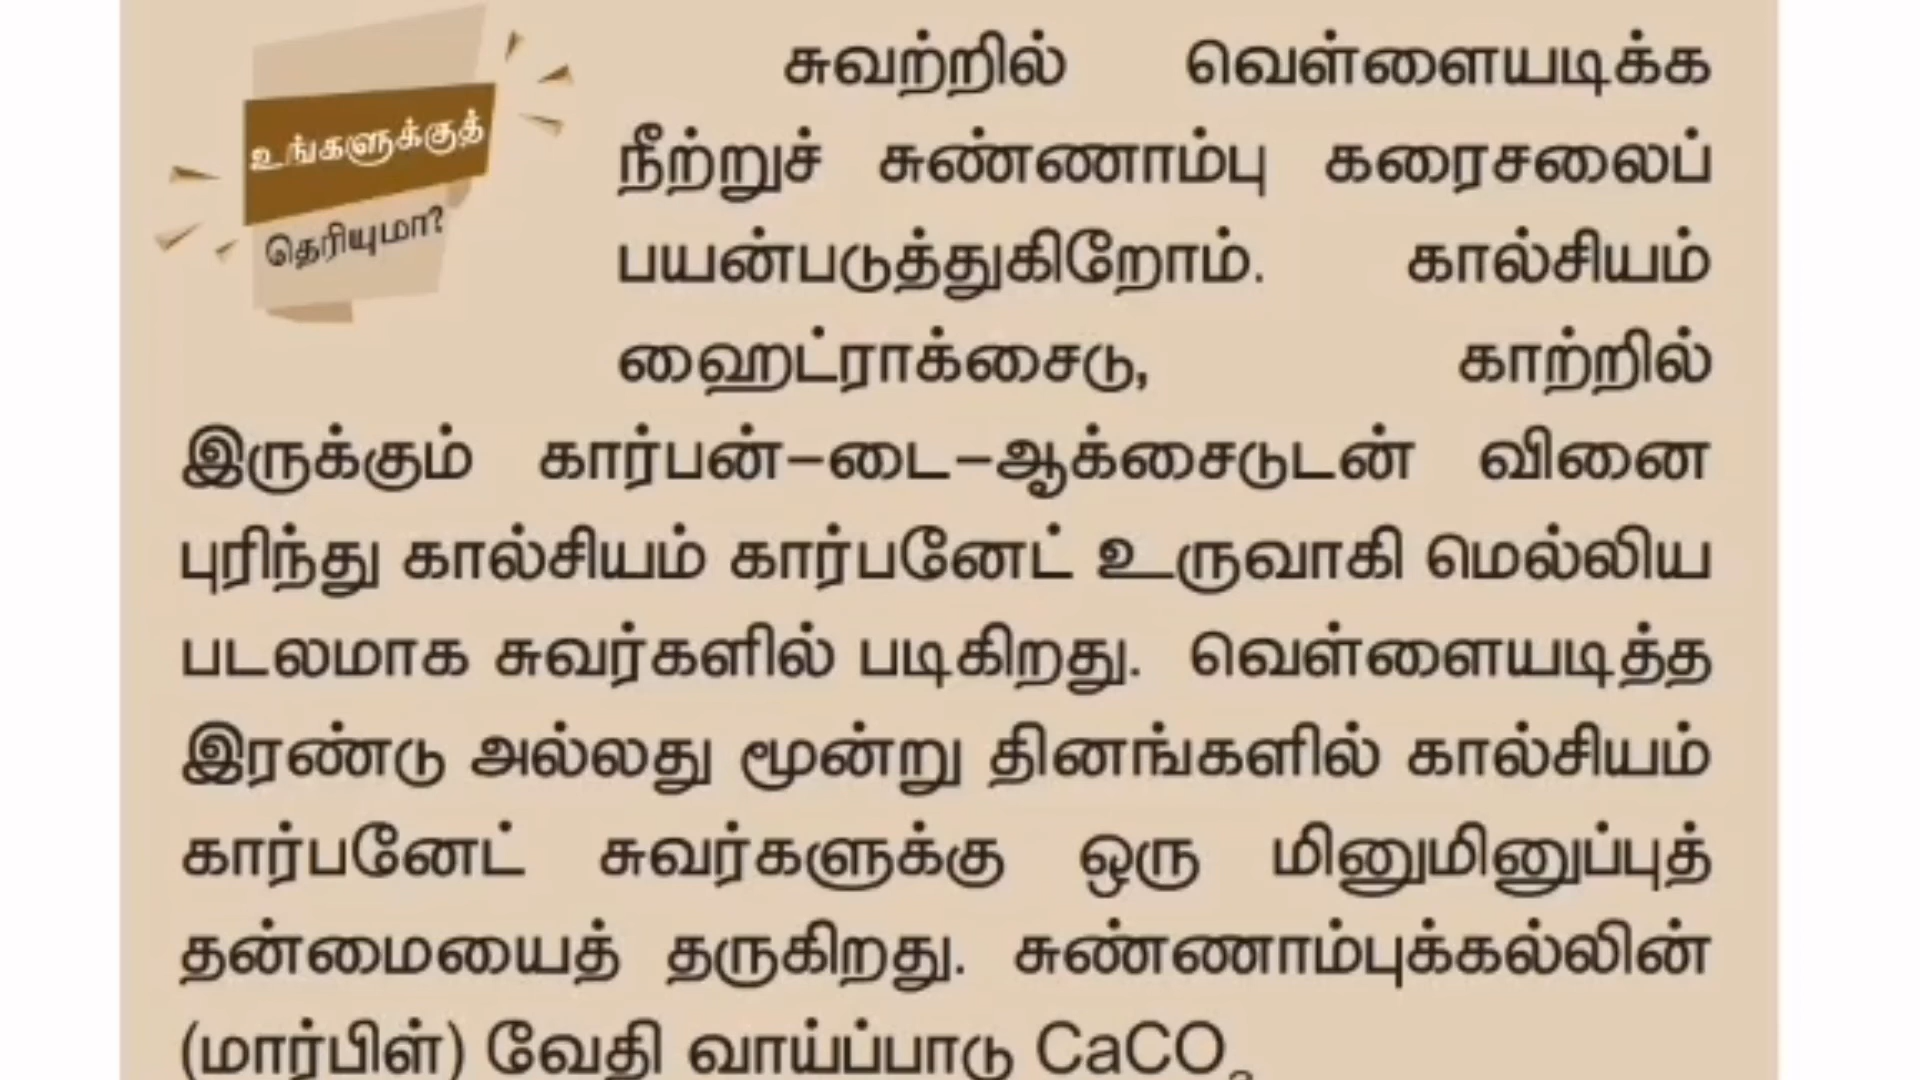 உங்களுக்குத்
தெரியுமா?
சுவற்றில் வெள்ளையடிக்க
நீற்றுச் சுண்ணாம்பு கரைசலைப்
பயன்படுத்துகிறோம். கால்சியம்
ஹைட்ராக்சைடு, காற்றில்
இருக்கும் கார்பன்–டை–ஆக்சைடுடன் வினை
புரிந்து கால்சியம் கார்பனேட் உருவாகி மெல்லிய
படலமாக சுவர்களில் படிகிறது. வெள்ளையடித்த
இரண்டு அல்லது மூன்று தினங்களில் கால்சியம்
கார்பனேட் சுவர்களுக்கு ஒரு மினுமினுப்புத்
தன்மையைத் தருகிறது. சுண்ணாம்புக்கல்லின்
(மார்பிள்) வேதி வாய்ப்பாடு CaCO₃